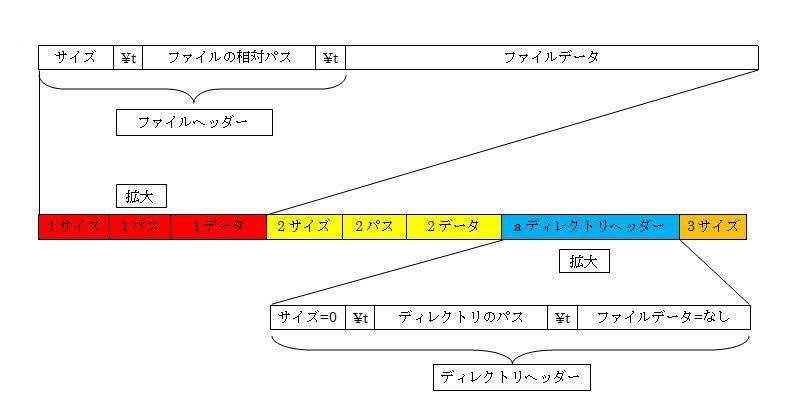 サイズ ¥t ファイルの相対パス ¥t ファイルデータ
ファイルヘッダー
拡大
1サイズ 1パス 1データ 2サイズ 2パス 2データ aディレクトリヘッダー 3サイズ
拡大
サイズ=0 ¥t ディレクトリのパス ¥t ファイルデータ=なし
ディレクトリヘッダー